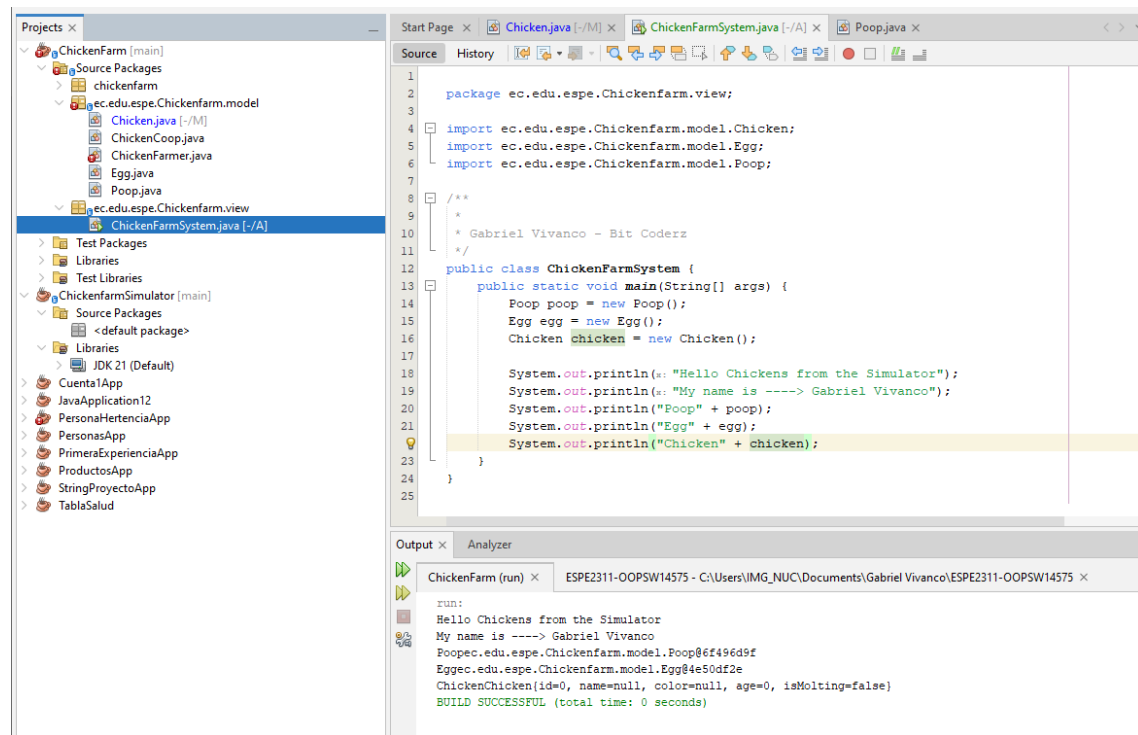 Projects
ChickenFarm [main]
Source Packages
chickenfarm
ec.edu.espe.Chickenfarm.model
Chicken.java [-/M]
ChickenCoop.java
ChickenFarmer.java
Egg.java
Poop.java
ec.edu.espe.Chickenfarm.view
ChickenFarmSystem.java [-/A]
Test Packages
Libraries
Test Libraries
ChickenfarmSimulator [main]
Source Packages
<default package>
Libraries
JDK 21 (Default)
Cuenta1App
JavaApplication12
PersonaHertenciaApp
PersonasApp
PrimeraExperienciaApp
ProductosApp
StringProyectoApp
TablaSalud
Start Page Chicken.java [-/M] ChickenFarmSystem.java [-/A] Poop.java
Source History
1
2 package ec.edu.espe.Chickenfarm.view;
3
4 import ec.edu.espe.Chickenfarm.model.Chicken;
5 import ec.edu.espe.Chickenfarm.model.Egg;
6 import ec.edu.espe.Chickenfarm.model.Poop;
7
8 /**
9 *
10 * Gabriel Vivanco - Bit Coderz
11 */
12 public class ChickenFarmSystem {
13 public static void main(String[] args) {
14 Poop poop = new Poop();
15 Egg egg = new Egg();
16 Chicken chicken = new Chicken();
17
18 System.out.println(x: "Hello Chickens from the Simulator");
19 System.out.println(x: "My name is ----> Gabriel Vivanco");
20 System.out.println("Poop" + poop);
21 System.out.println("Egg" + egg);
System.out.println("Chicken" + chicken);
23 }
24 }
25
Output Analyzer
ChickenFarm (run) ESPE2311-OOPSW14575 - C:\Users\IMG_NUC\Documents\Gabriel Vivanco\ESPE2311-OOPSW14575
run:
Hello Chickens from the Simulator
My name is ----> Gabriel Vivanco
Poopec.edu.espe.Chickenfarm.model.Poop@6f496d9f
Eggec.edu.espe.Chickenfarm.model.Egg@4e50df2e
ChickenChicken{id=0, name=null, color=null, age=0, isMolting=false}
BUILD SUCCESSFUL (total time: 0 seconds)